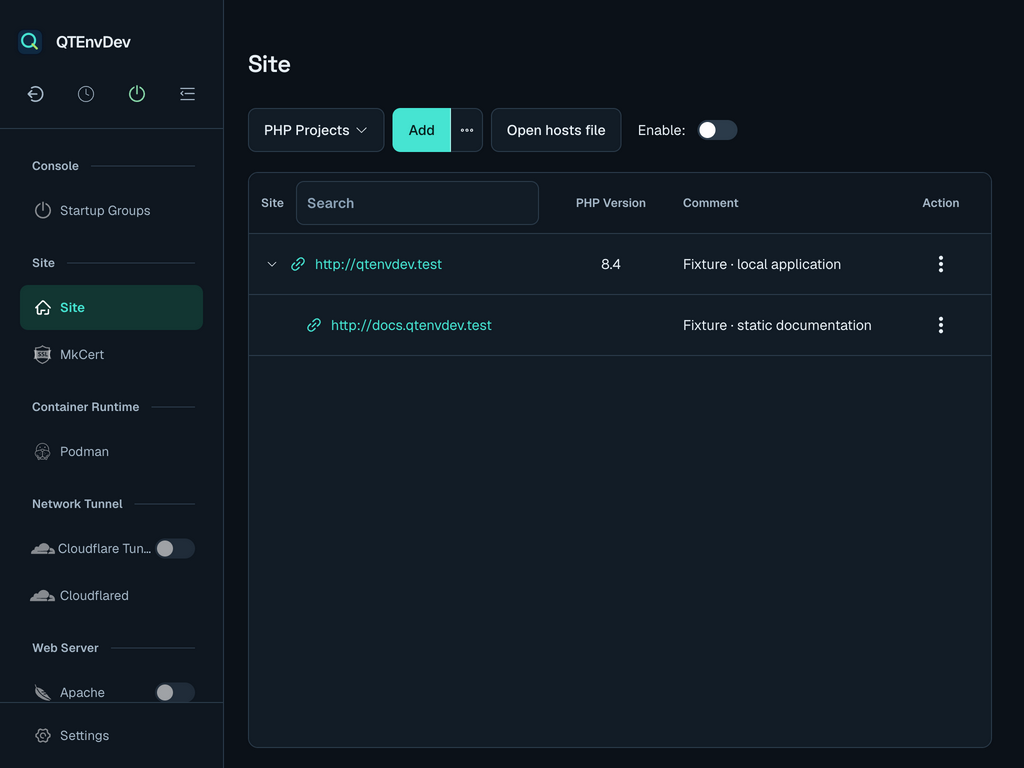 QTEnvDev
Console
Startup Groups
Site
Site
MkCert
Container Runtime
Podman
Network Tunnel
Cloudflare Tun...
Cloudflared
Web Server
Apache
Settings
Site
PHP Projects
Add
Open hosts file
Enable:
Site Search PHP Version Comment Action
http://qtenvdev.test 8.4 Fixture · local application
http://docs.qtenvdev.test Fixture · static documentation